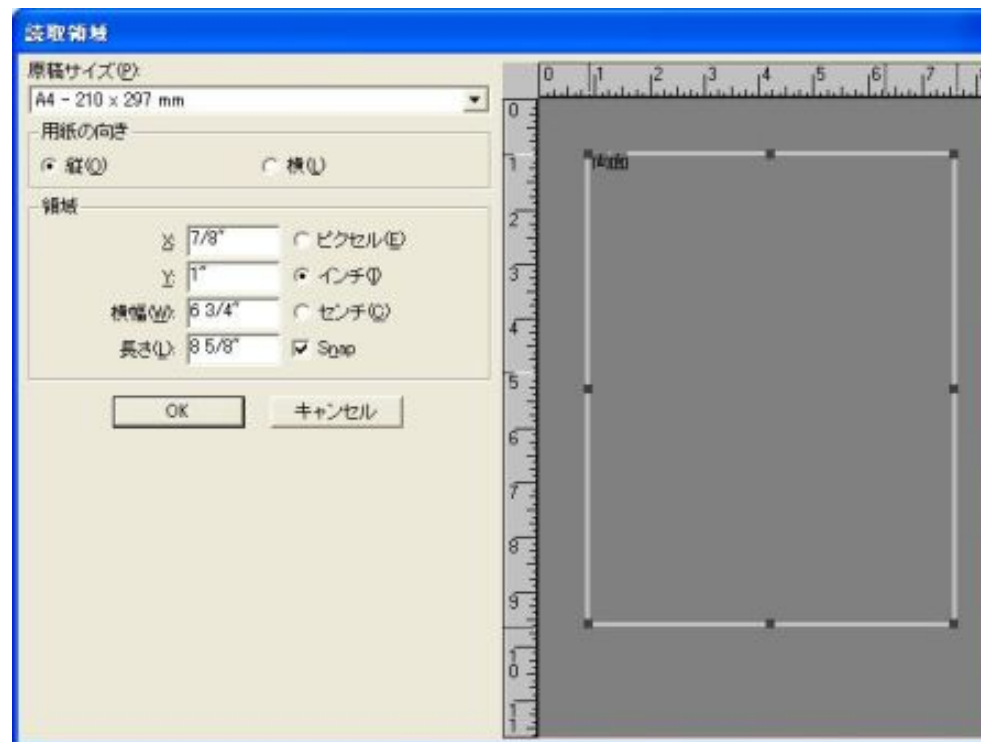 読取領域
原稿サイズ(P):
A4 - 210 x 297 mm
用紙の向き
縦(O) 横(L)
領域
X: 7/8" ピクセル(E)
Y: 1" インチ(I)
横幅(W): 6 3/4" センチ(C)
長さ(L): 8 5/8" Snap
OK キャンセル
0 1 2 3 4 5 6 7
0
1
2
3
4
5
6
7
8
9
10
11